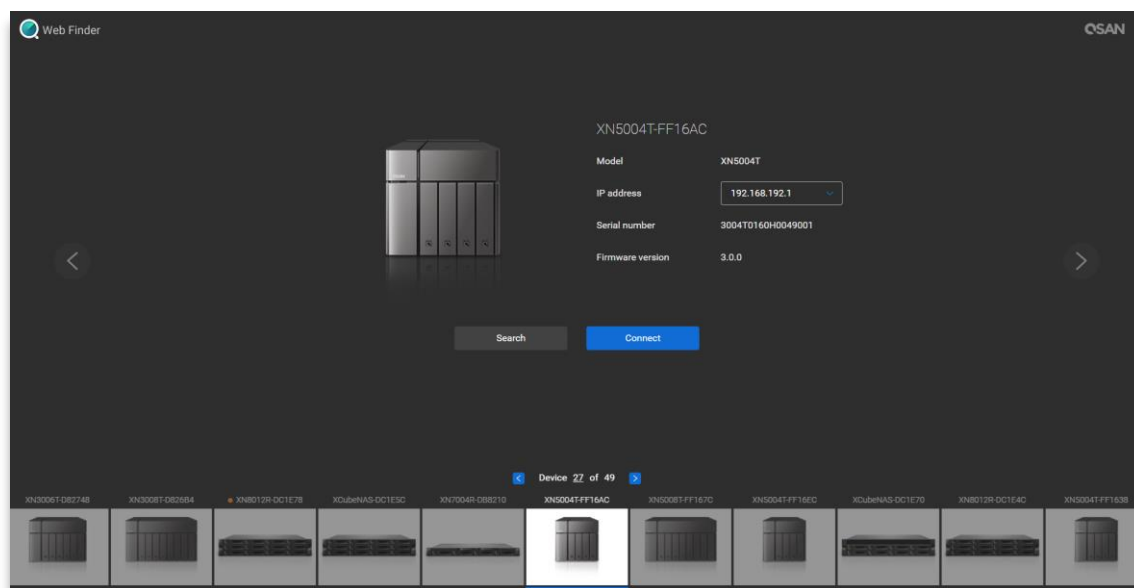 Web Finder
QSAN
XN5004T-FF16AC
Model XN5004T
IP address 192.168.192.1
Serial number 3004T0160H0049001
Firmware version 3.0.0
Search Connect
Device 27 of 49
XN3006T-D82748 XN3008T-D826B4 XN8012R-DC1E78 XCubeNAS-DC1E5C XN7004R-DB8210 XN5004T-FF16AC XN5008T-FF167C XN5004T-FF16EC XCubeNAS-DC1E70 XN8012R-DC1E4C XN5004T-FF1638